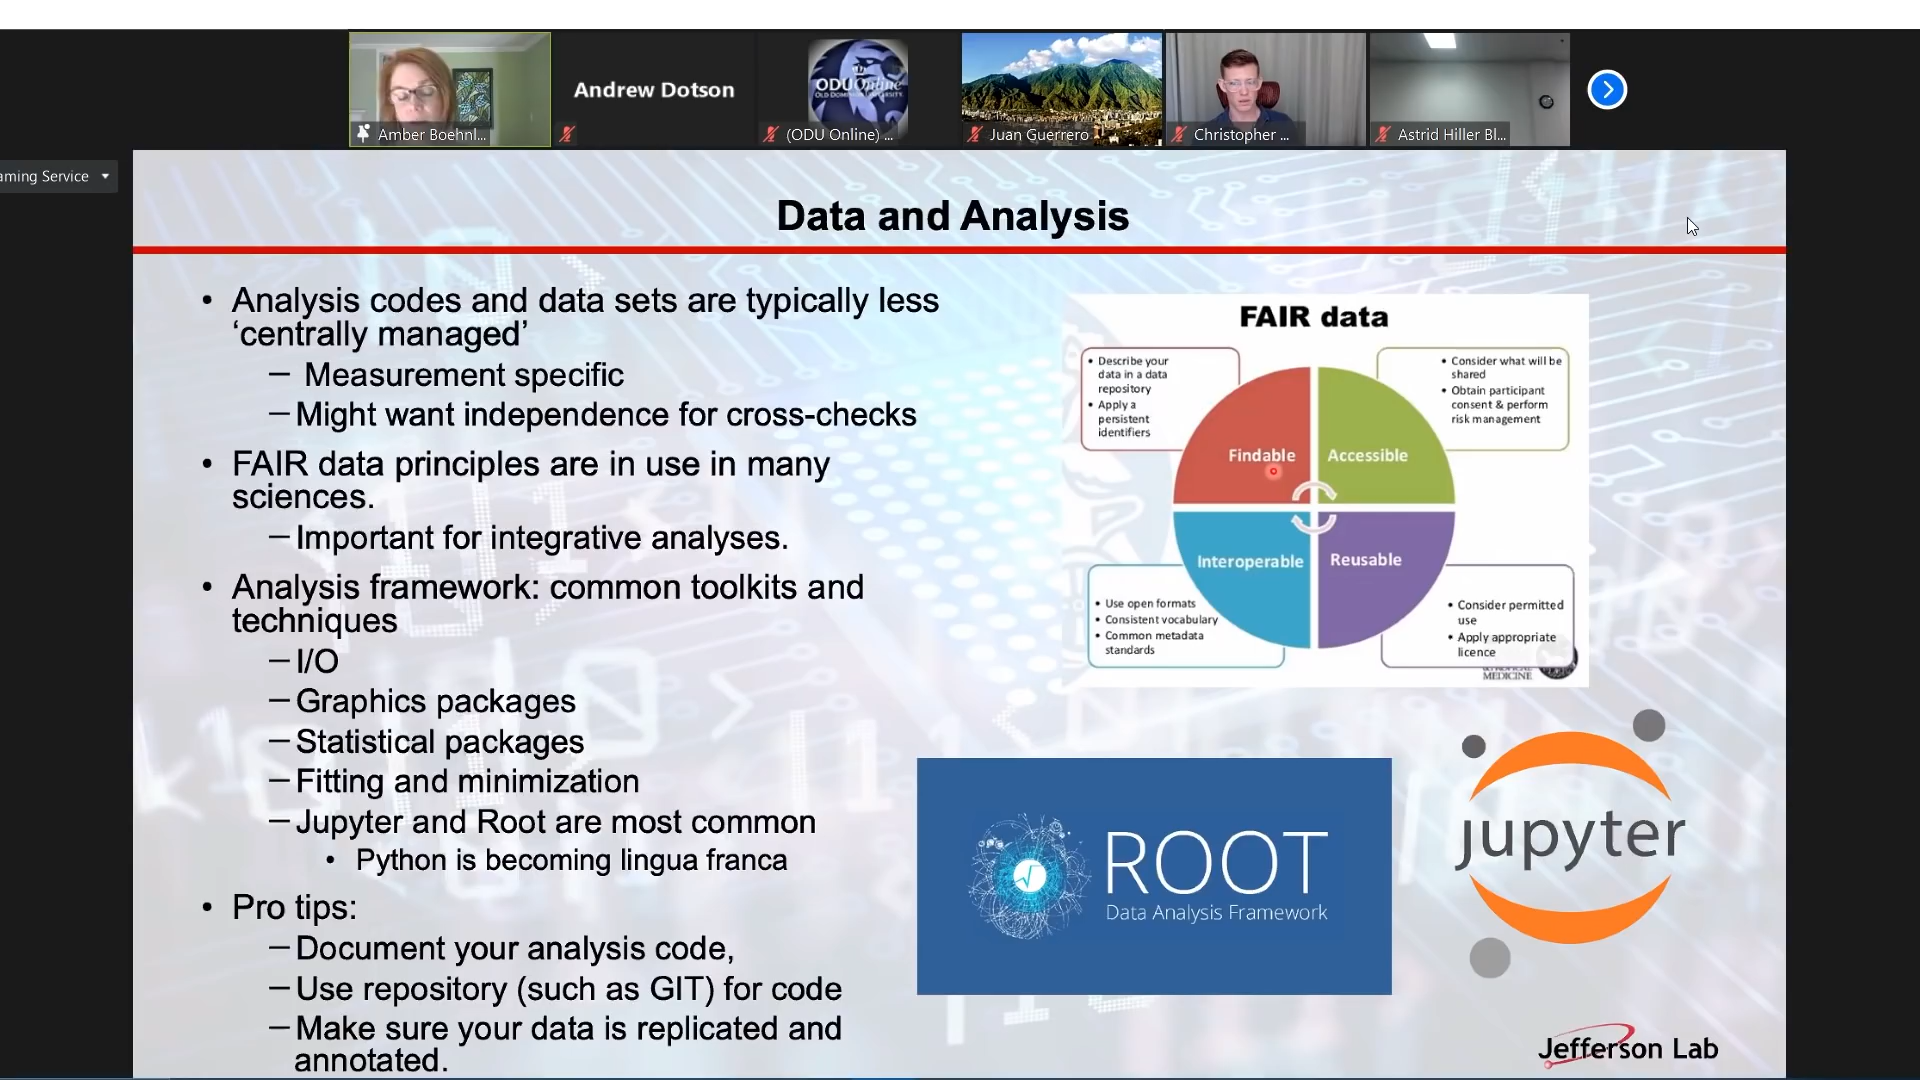 Andrew Dotson
ODUOnline
OLD DOMINION UNIVERSITY
Amber Boehnl...
(ODU Online) ...
Juan Guerrero
Christopher ...
Astrid Hiller Bl...
aming Service
Data and Analysis
• Analysis codes and data sets are typically less
‘centrally managed’
– Measurement specific
– Might want independence for cross-checks
• FAIR data principles are in use in many
sciences.
– Important for integrative analyses.
• Analysis framework: common toolkits and
techniques
– I/O
– Graphics packages
– Statistical packages
– Fitting and minimization
– Jupyter and Root are most common
• Python is becoming lingua franca
• Pro tips:
– Document your analysis code,
– Use repository (such as GIT) for code
– Make sure your data is replicated and
annotated.
FAIR data
• Describe your
data in a data
repository
• Apply a
persistent
identifiers
• Consider what will be
shared
• Obtain participant
consent & perform
risk management
Findable
Accessible
Interoperable
Reusable
• Use open formats
• Consistent vocabulary
• Common metadata
standards
• Consider permitted
use
• Apply appropriate
licence
MEDICINE
ROOT
Data Analysis Framework
jupyter
Jefferson Lab